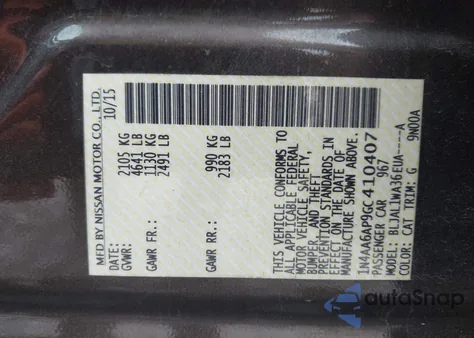 MFD BY NISSAN MOTOR CO., LTD.
10/15
GVWR: 2105 KG
4641 LB
GAWR FR.: 1130 KG
2491 LB
GAWR RR.: 990 KG
2183 LB
THIS VEHICLE CONFORMS TO
ALL APPLICABLE FEDERAL
MOTOR VEHICLE SAFETY,
BUMPER, AND THEFT
PREVENTION STANDARDS IN
EFFECT ON THE DATE OF
MANUFACTURE SHOWN ABOVE.
1N4AA6AP9GC410407
PASSENGER CAR 967
MODEL: BLJALLWA36EUA----A
COLOR: CAT TRIM: G 9W00A
autoSnap